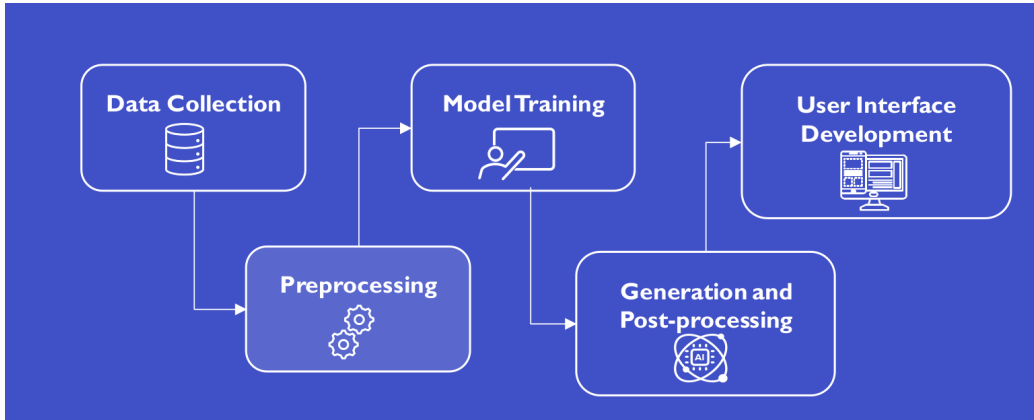 Data Collection
Preprocessing
Model Training
Generation and
Post-processing
AI
User Interface
Development